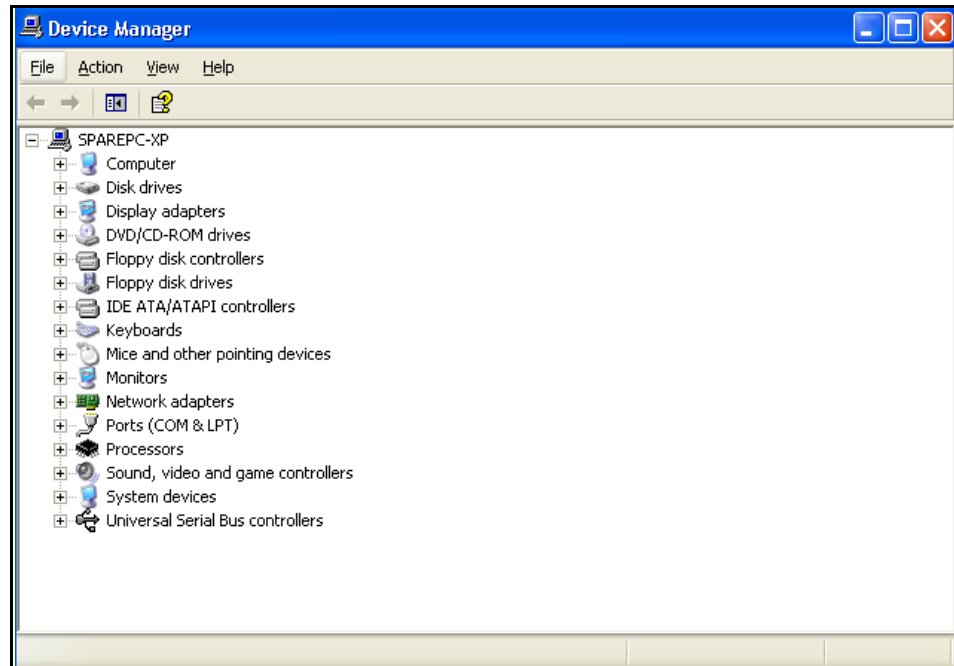 Device Manager
File Action View Help
SPAREPC-XP
Computer
Disk drives
Display adapters
DVD/CD-ROM drives
Floppy disk controllers
Floppy disk drives
IDE ATA/ATAPI controllers
Keyboards
Mice and other pointing devices
Monitors
Network adapters
Ports (COM & LPT)
Processors
Sound, video and game controllers
System devices
Universal Serial Bus controllers